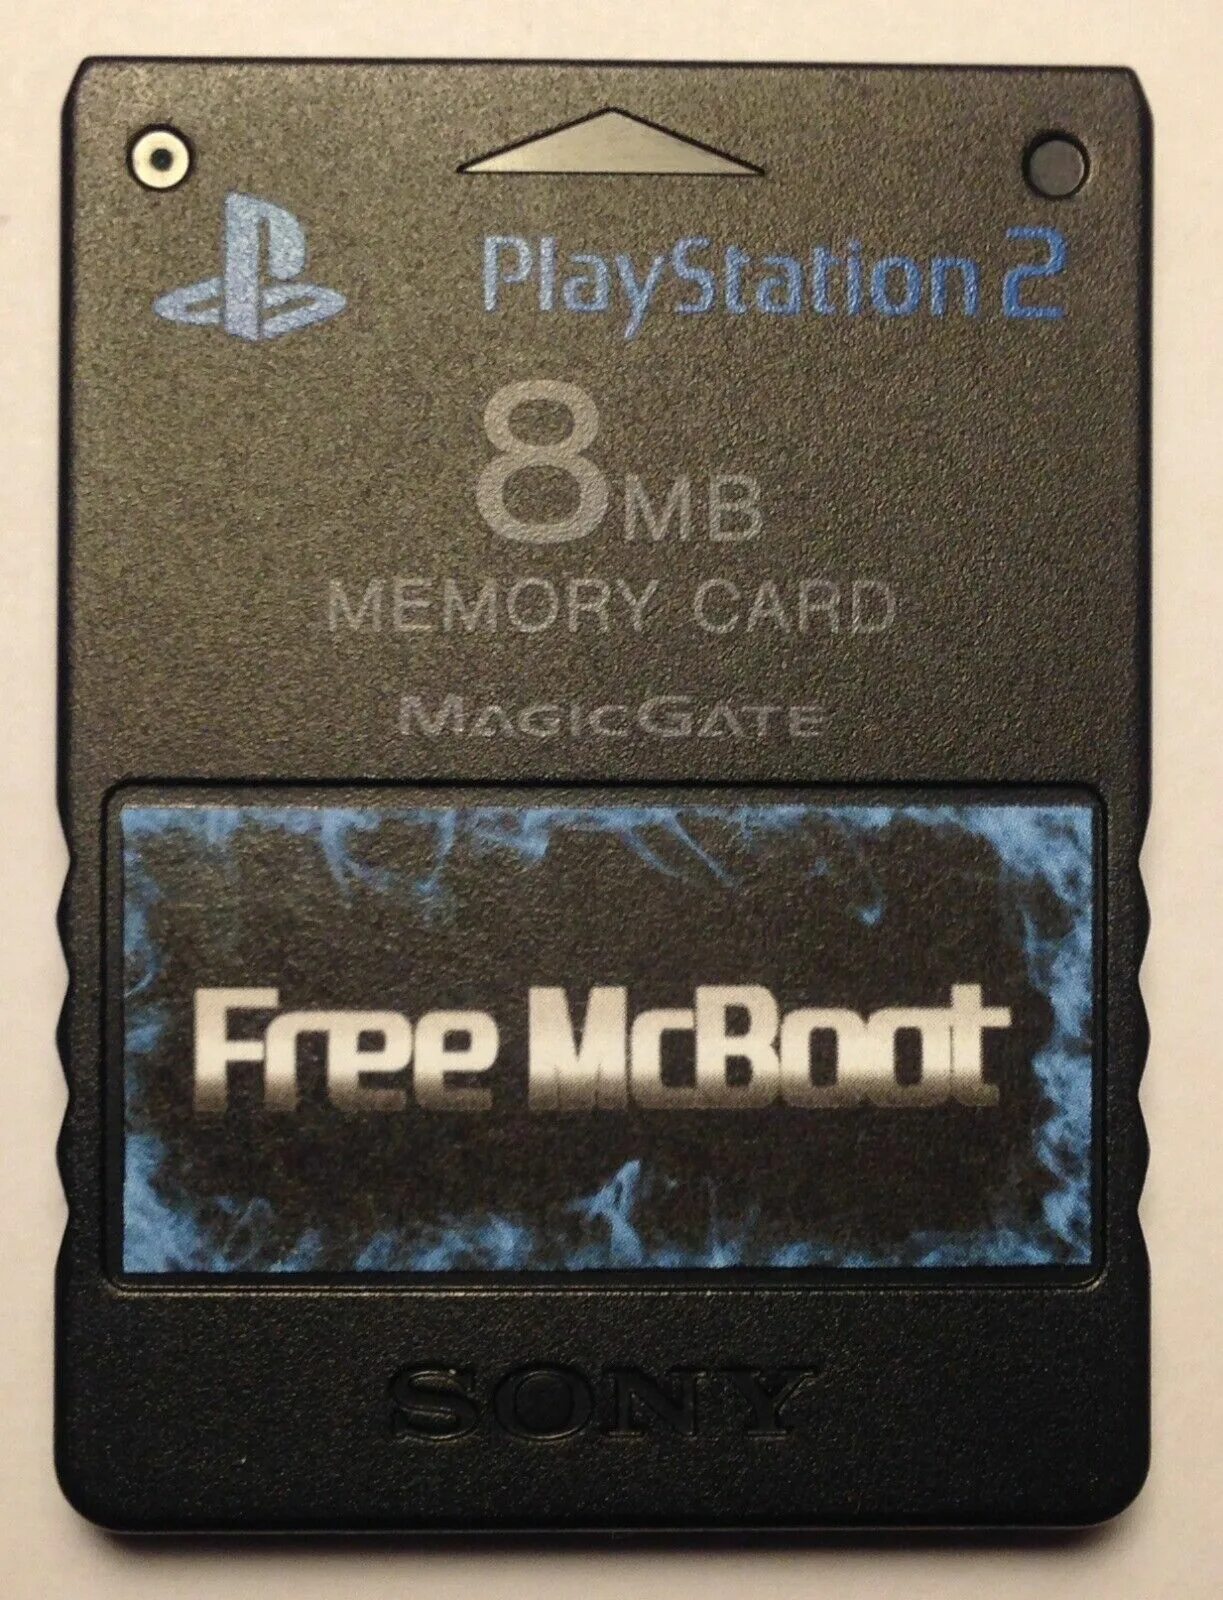 PlayStation 2
8MB
MEMORY CARD
MAGICGATE
Free McBoot
SONY